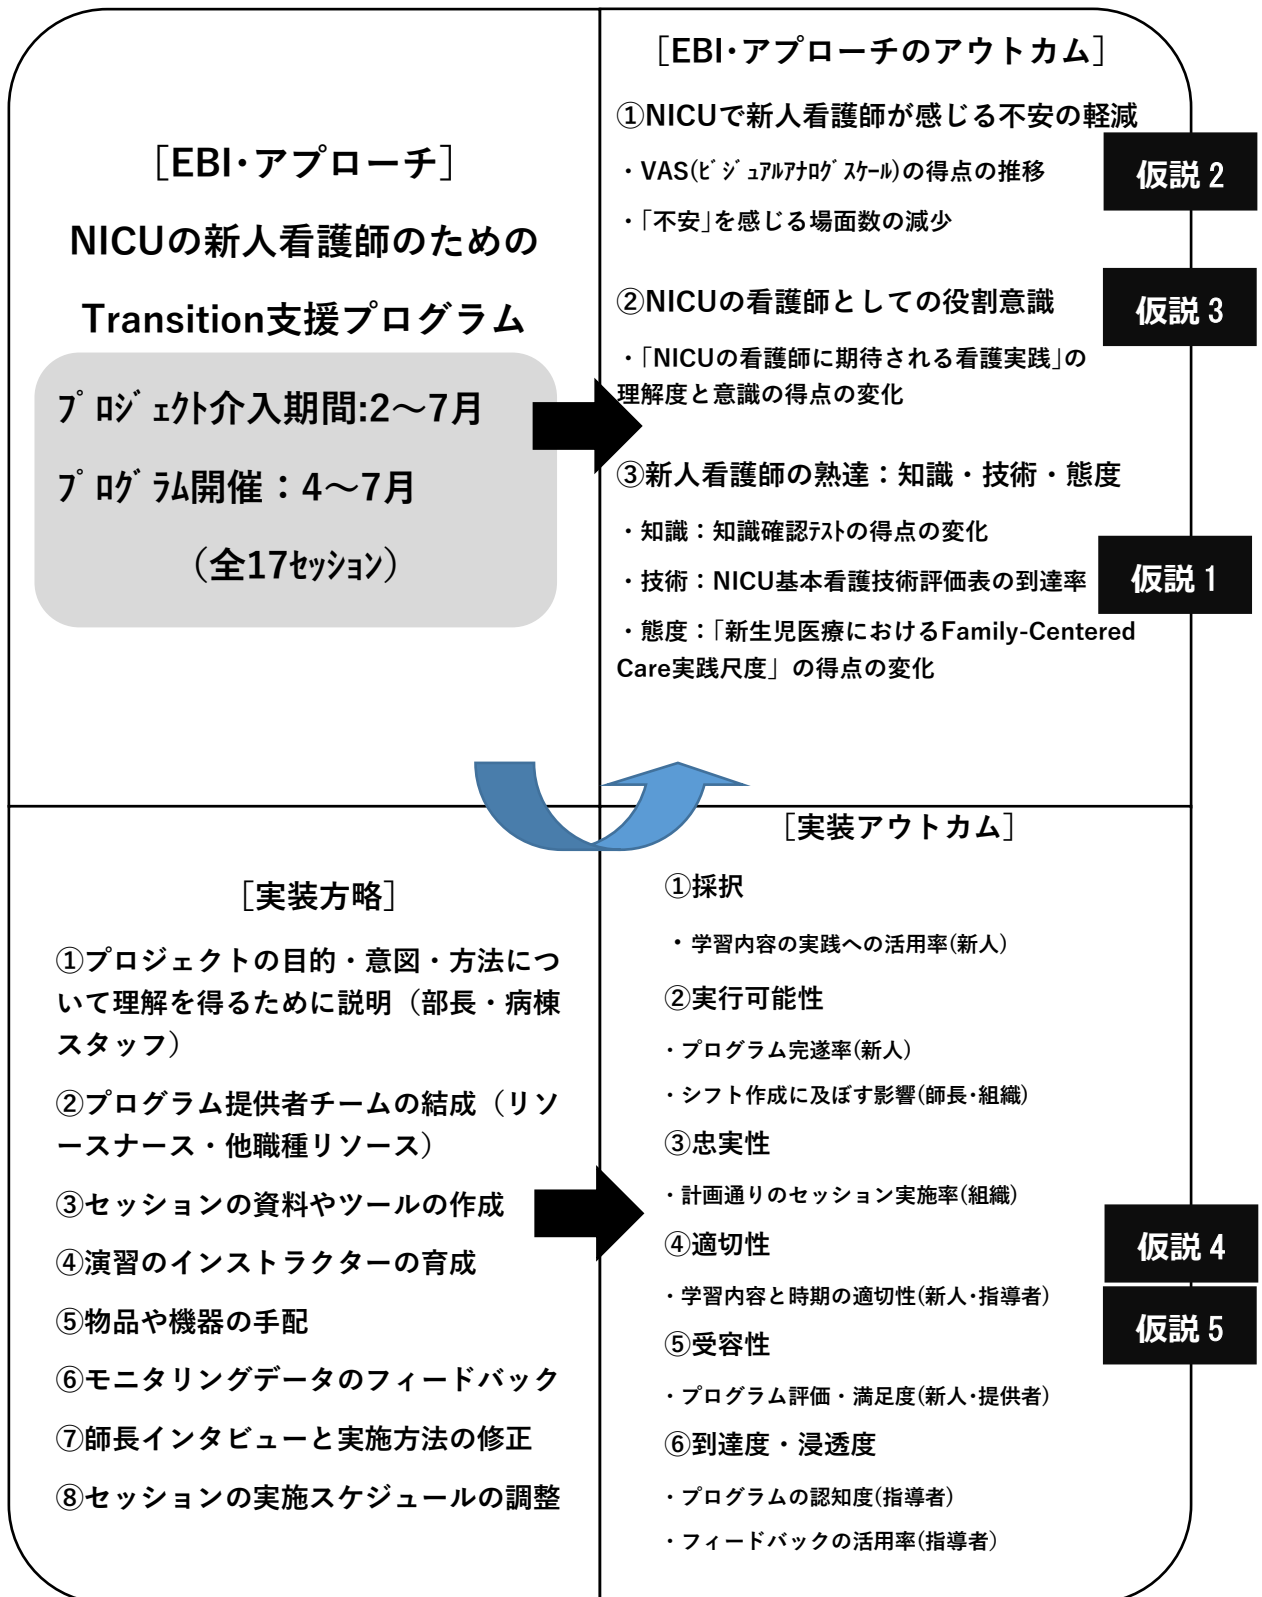 ［EBI･アプローチ］
NICUの新人看護師のための
Transition支援プログラム
ﾌﾟﾛｼﾞｪｸﾄ介入期間:2～7月
ﾌﾟﾛｸﾞﾗﾑ開催：4～7月
（全17ｾｯｼｮﾝ）
［EBI･アプローチのアウトカム］
①NICUで新人看護師が感じる不安の軽減
・VAS(ﾋﾞｼﾞｭｱﾙｱﾅﾛｸﾞｽｹｰﾙ)の得点の推移
・｢不安｣を感じる場面数の減少
仮説 2
②NICUの看護師としての役割意識
・｢NICUの看護師に期待される看護実践｣の
理解度と意識の得点の変化
仮説 3
③新人看護師の熟達：知識・技術・態度
・知識：知識確認ﾃｽﾄの得点の変化
・技術：NICU基本看護技術評価表の到達率
・態度：｢新生児医療におけるFamily-Centered
Care実践尺度」の得点の変化
仮説 1
［実装方略］
①プロジェクトの目的・意図・方法につ
いて理解を得るために説明（部長・病棟
スタッフ）
②プログラム提供者チームの結成（リソ
ースナース・他職種リソース）
③セッションの資料やツールの作成
④演習のインストラクターの育成
⑤物品や機器の手配
⑥モニタリングデータのフィードバック
⑦師長インタビューと実施方法の修正
⑧セッションの実施スケジュールの調整
［実装アウトカム］
①採択
・学習内容の実践への活用率(新人)
②実行可能性
・プログラム完遂率(新人)
・シフト作成に及ぼす影響(師長･組織)
③忠実性
・計画通りのセッション実施率(組織)
④適切性
・学習内容と時期の適切性(新人･指導者)
⑤受容性
・プログラム評価・満足度(新人･提供者)
⑥到達度・浸透度
・プログラムの認知度(指導者)
・フィードバックの活用率(指導者)
仮説 4
仮説 5